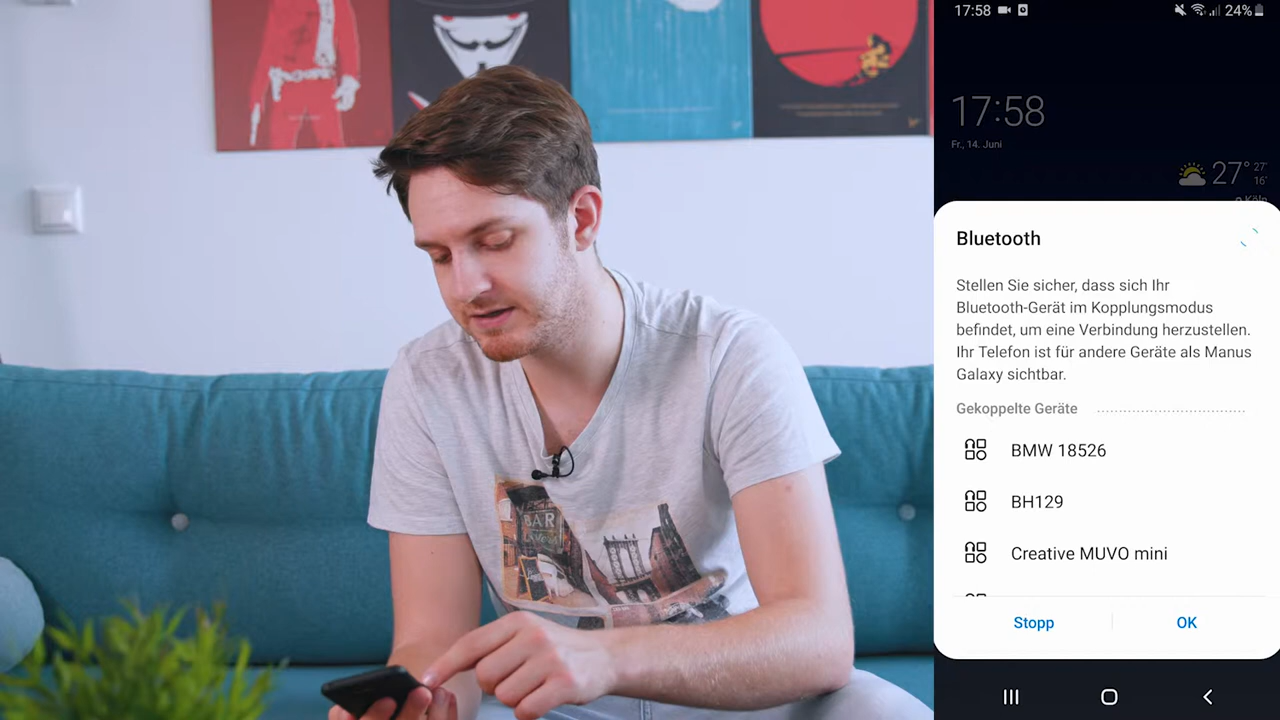 17:58
24%
17:58
Fr., 14. Juni
27°
27°
16°
Köln
Bluetooth
Stellen Sie sicher, dass sich Ihr
Bluetooth-Gerät im Kopplungsmodus
befindet, um eine Verbindung herzustellen.
Ihr Telefon ist für andere Geräte als Manus
Galaxy sichtbar.
Gekoppelte Geräte
BMW 18526
BH129
Creative MUVO mini
Stopp
OK
BAR